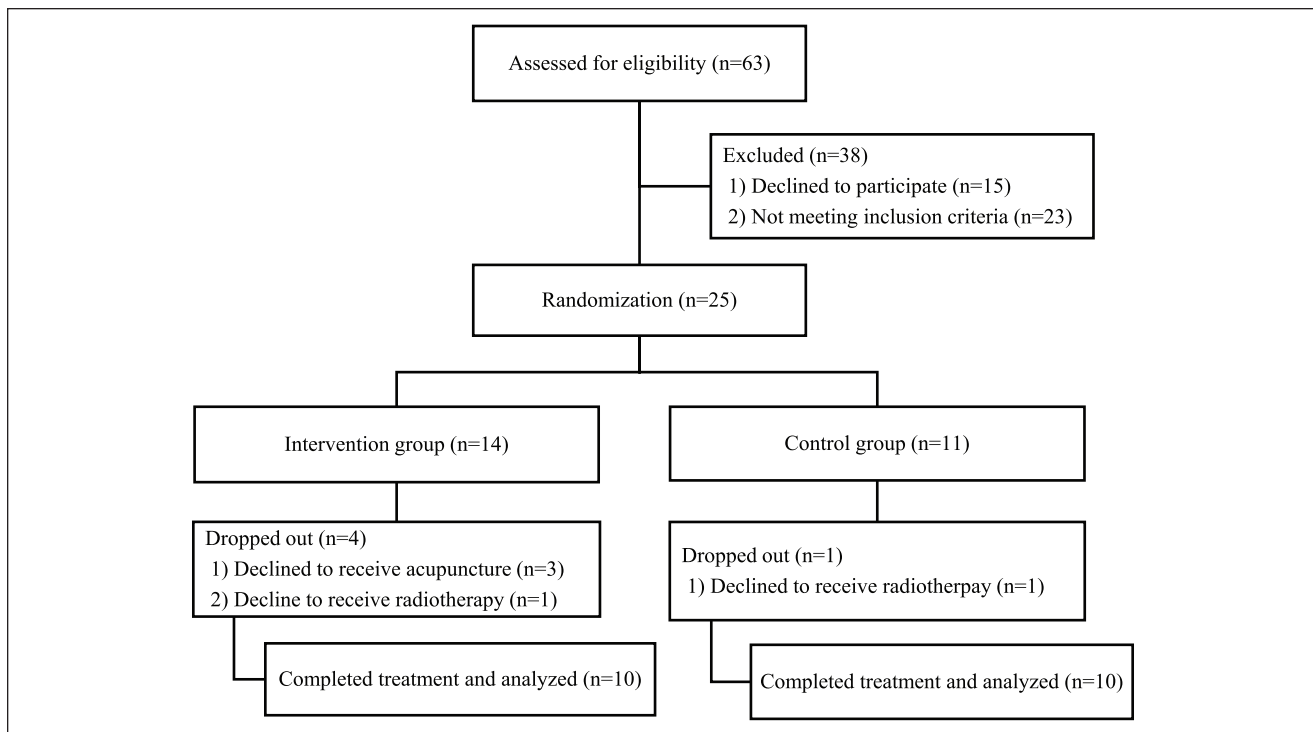 Assessed for eligibility (n=63)
Excluded (n=38)
1) Declined to participate (n=15)
2) Not meeting inclusion criteria (n=23)
Randomization (n=25)
Intervention group (n=14)
Control group (n=11)
Dropped out (n=4)
1) Declined to receive acupuncture (n=3)
2) Decline to receive radiotherapy (n=1)
Dropped out (n=1)
1) Declined to receive radiotherpay (n=1)
Completed treatment and analyzed (n=10)
Completed treatment and analyzed (n=10)